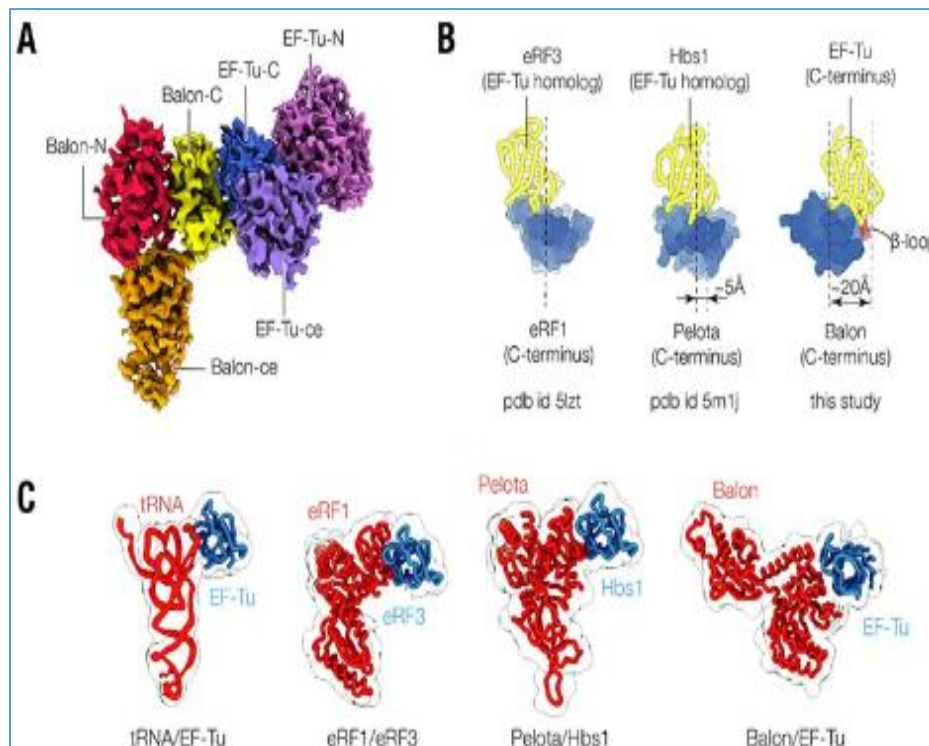 A
EF-Tu-N
EF-Tu-C
Balon-C
Balon-N
EF-Tu-ce
Balon-ce
B
eRF3
(EF-Tu homolog)
Hbs1
(EF-Tu homolog)
EF-Tu
(C-terminus)
β-loop
~5Å
~20Å
eRF1
(C-terminus)
Pelota
(C-terminus)
Balon
(C-terminus)
pdb id 5lzt
pdb id 5m1j
this study
C
tRNA
EF-Tu
eRF1
eRF3
Pelota
Hbs1
Balon
EF-Tu
tRNA/EF-Tu
eRF1/eRF3
Pelota/Hbs1
Balon/EF-Tu